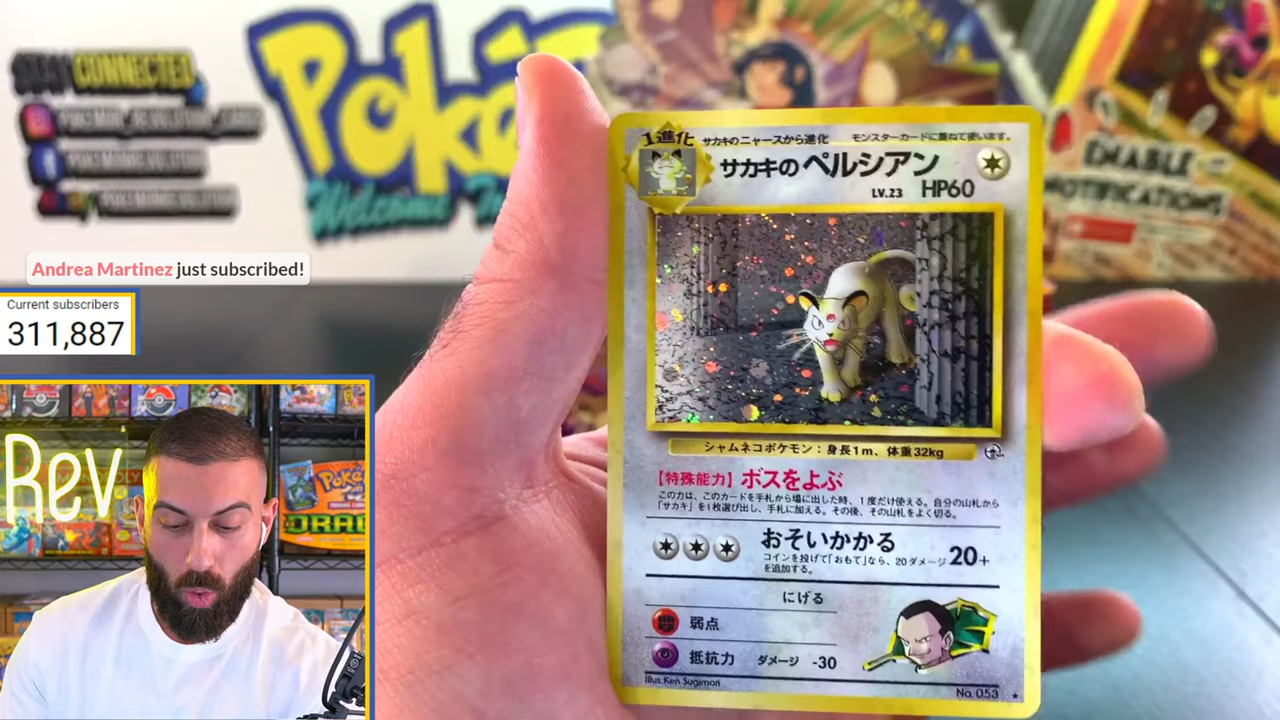 STAY CONNECTED
Poké
Welcome
ENABLE
NOTIFICATIONS
Andrea Martinez just subscribed!
Current subscribers
311,887
Rev
Poké
DRAG
1進化
サカキのニャースから進化
モンスターカードに重ねて使います。
サカキのペルシアン
LV.23 HP60
シャムネコポケモン：身長1m、体重32kg
【特殊能力】ボスをよぶ
この力は、このカードを手札から場に出した時、1度だけ使える。自分の山札から
「サカキ」を1枚選び出し、手札に加える。その後、その山札をよく切る。
おそいかかる
コインを投げて「おもて」なら、20ダメージ
を追加する。
20+
にげる
弱点
抵抗力 ダメージ -30
Illus. Ken Sugimori
No. 053